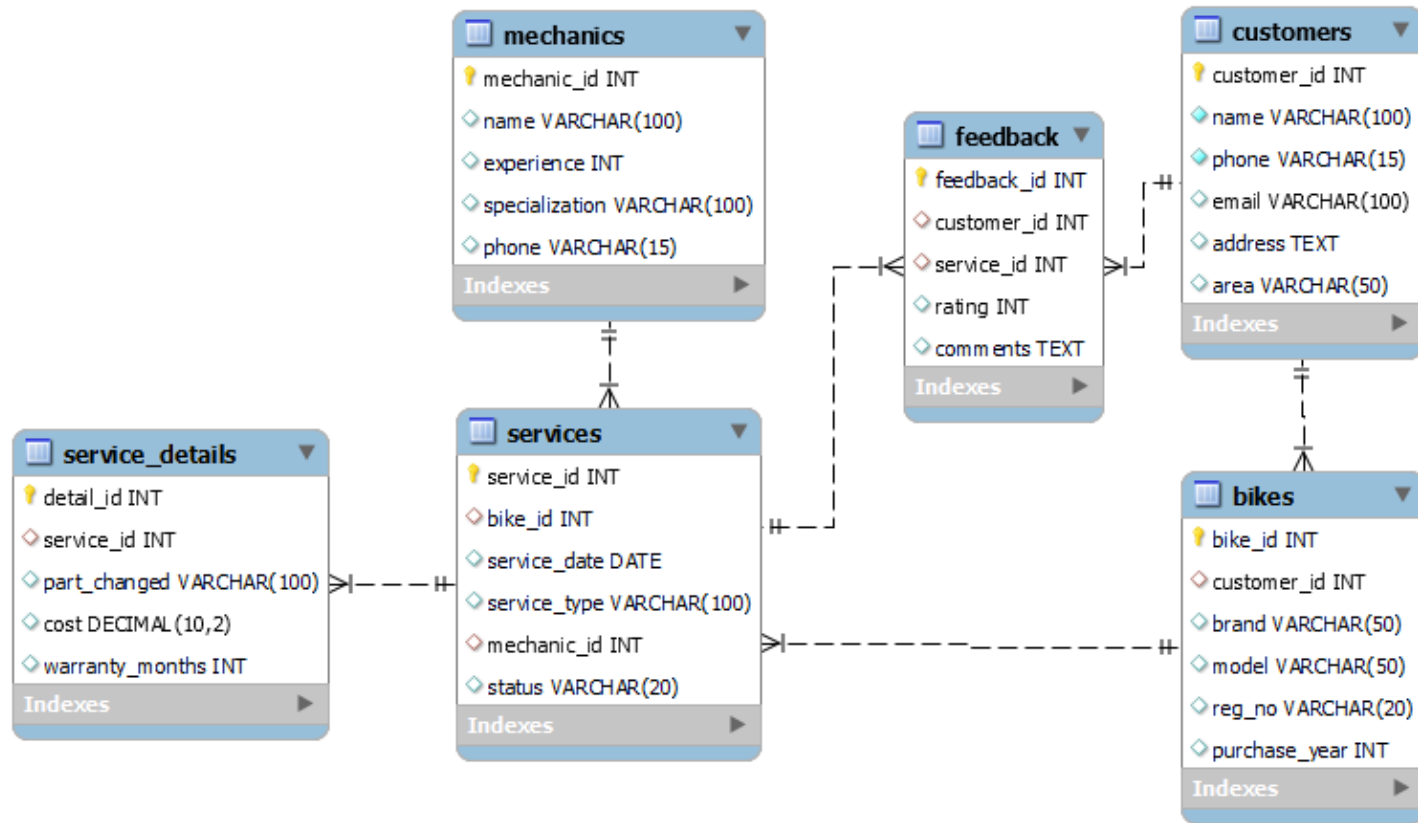 mechanics
mechanic_id INT
name VARCHAR(100)
experience INT
specialization VARCHAR(100)
phone VARCHAR(15)
Indexes
customers
customer_id INT
name VARCHAR(100)
phone VARCHAR(15)
email VARCHAR(100)
address TEXT
area VARCHAR(50)
Indexes
feedback
feedback_id INT
customer_id INT
service_id INT
rating INT
comments TEXT
Indexes
service_details
detail_id INT
service_id INT
part_changed VARCHAR(100)
cost DECIMAL(10,2)
warranty_months INT
Indexes
services
service_id INT
bike_id INT
service_date DATE
service_type VARCHAR(100)
mechanic_id INT
status VARCHAR(20)
Indexes
bikes
bike_id INT
customer_id INT
brand VARCHAR(50)
model VARCHAR(50)
reg_no VARCHAR(20)
purchase_year INT
Indexes